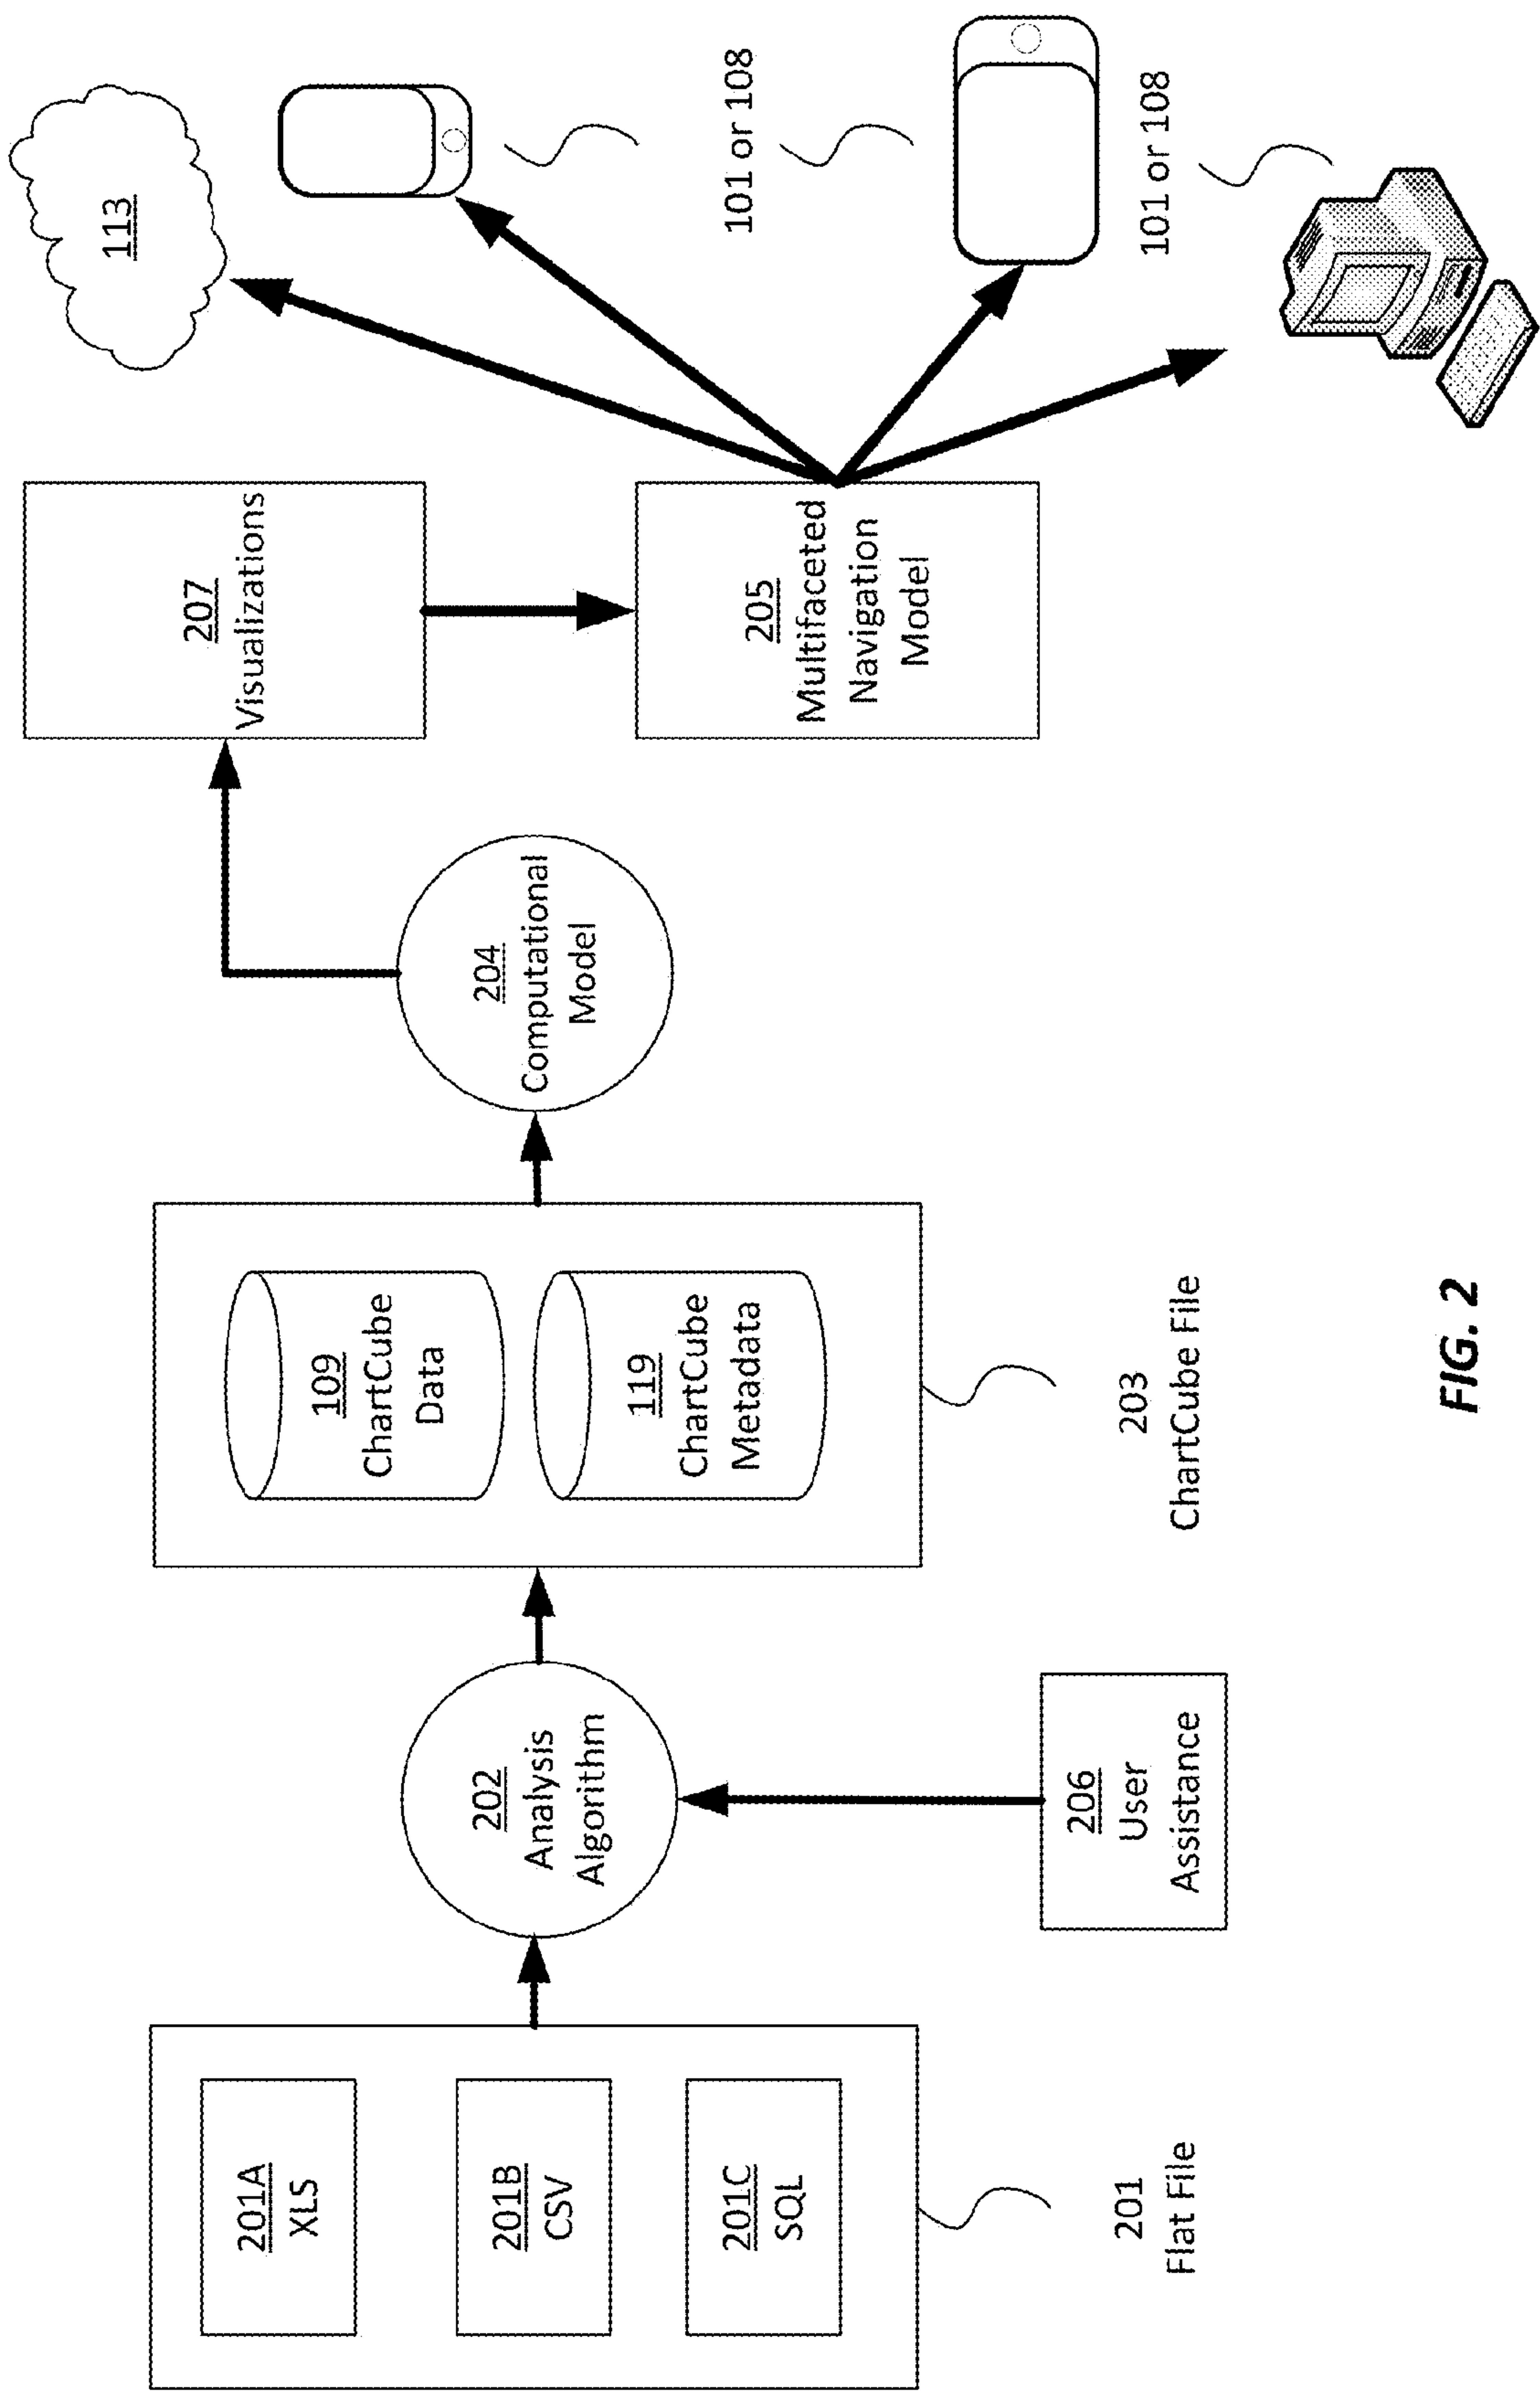 201A
XLS
201B
CSV
201C
SQL
201
Flat File
202
Analysis
Algorithm
206
User
Assistance
109
ChartCube
Data
119
ChartCube
Metadata
203
ChartCube File
204
Computational
Model
207
Visualizations
205
Multifaceted
Navigation
Model
113
101 or 108
101 or 108
FIG. 2